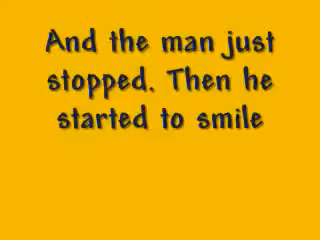 And the man just
stopped. Then he
started to smile